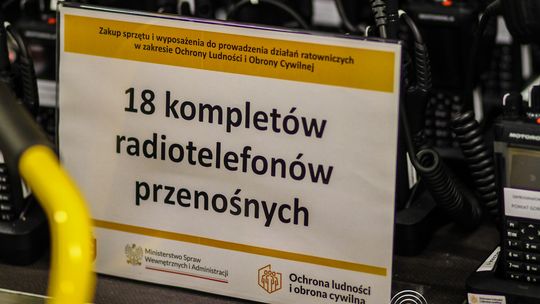 Zakup sprzętu i wyposażenia do prowadzenia działań ratowniczych
w zakresie Ochrony Ludności i Obrony Cywilnej
18 kompletów
radiotelefonów
przenośnych
Ministerstwo Spraw
Wewnętrznych i Administracji
Ochrona ludności
i obrona cywilna
MOTOROLA